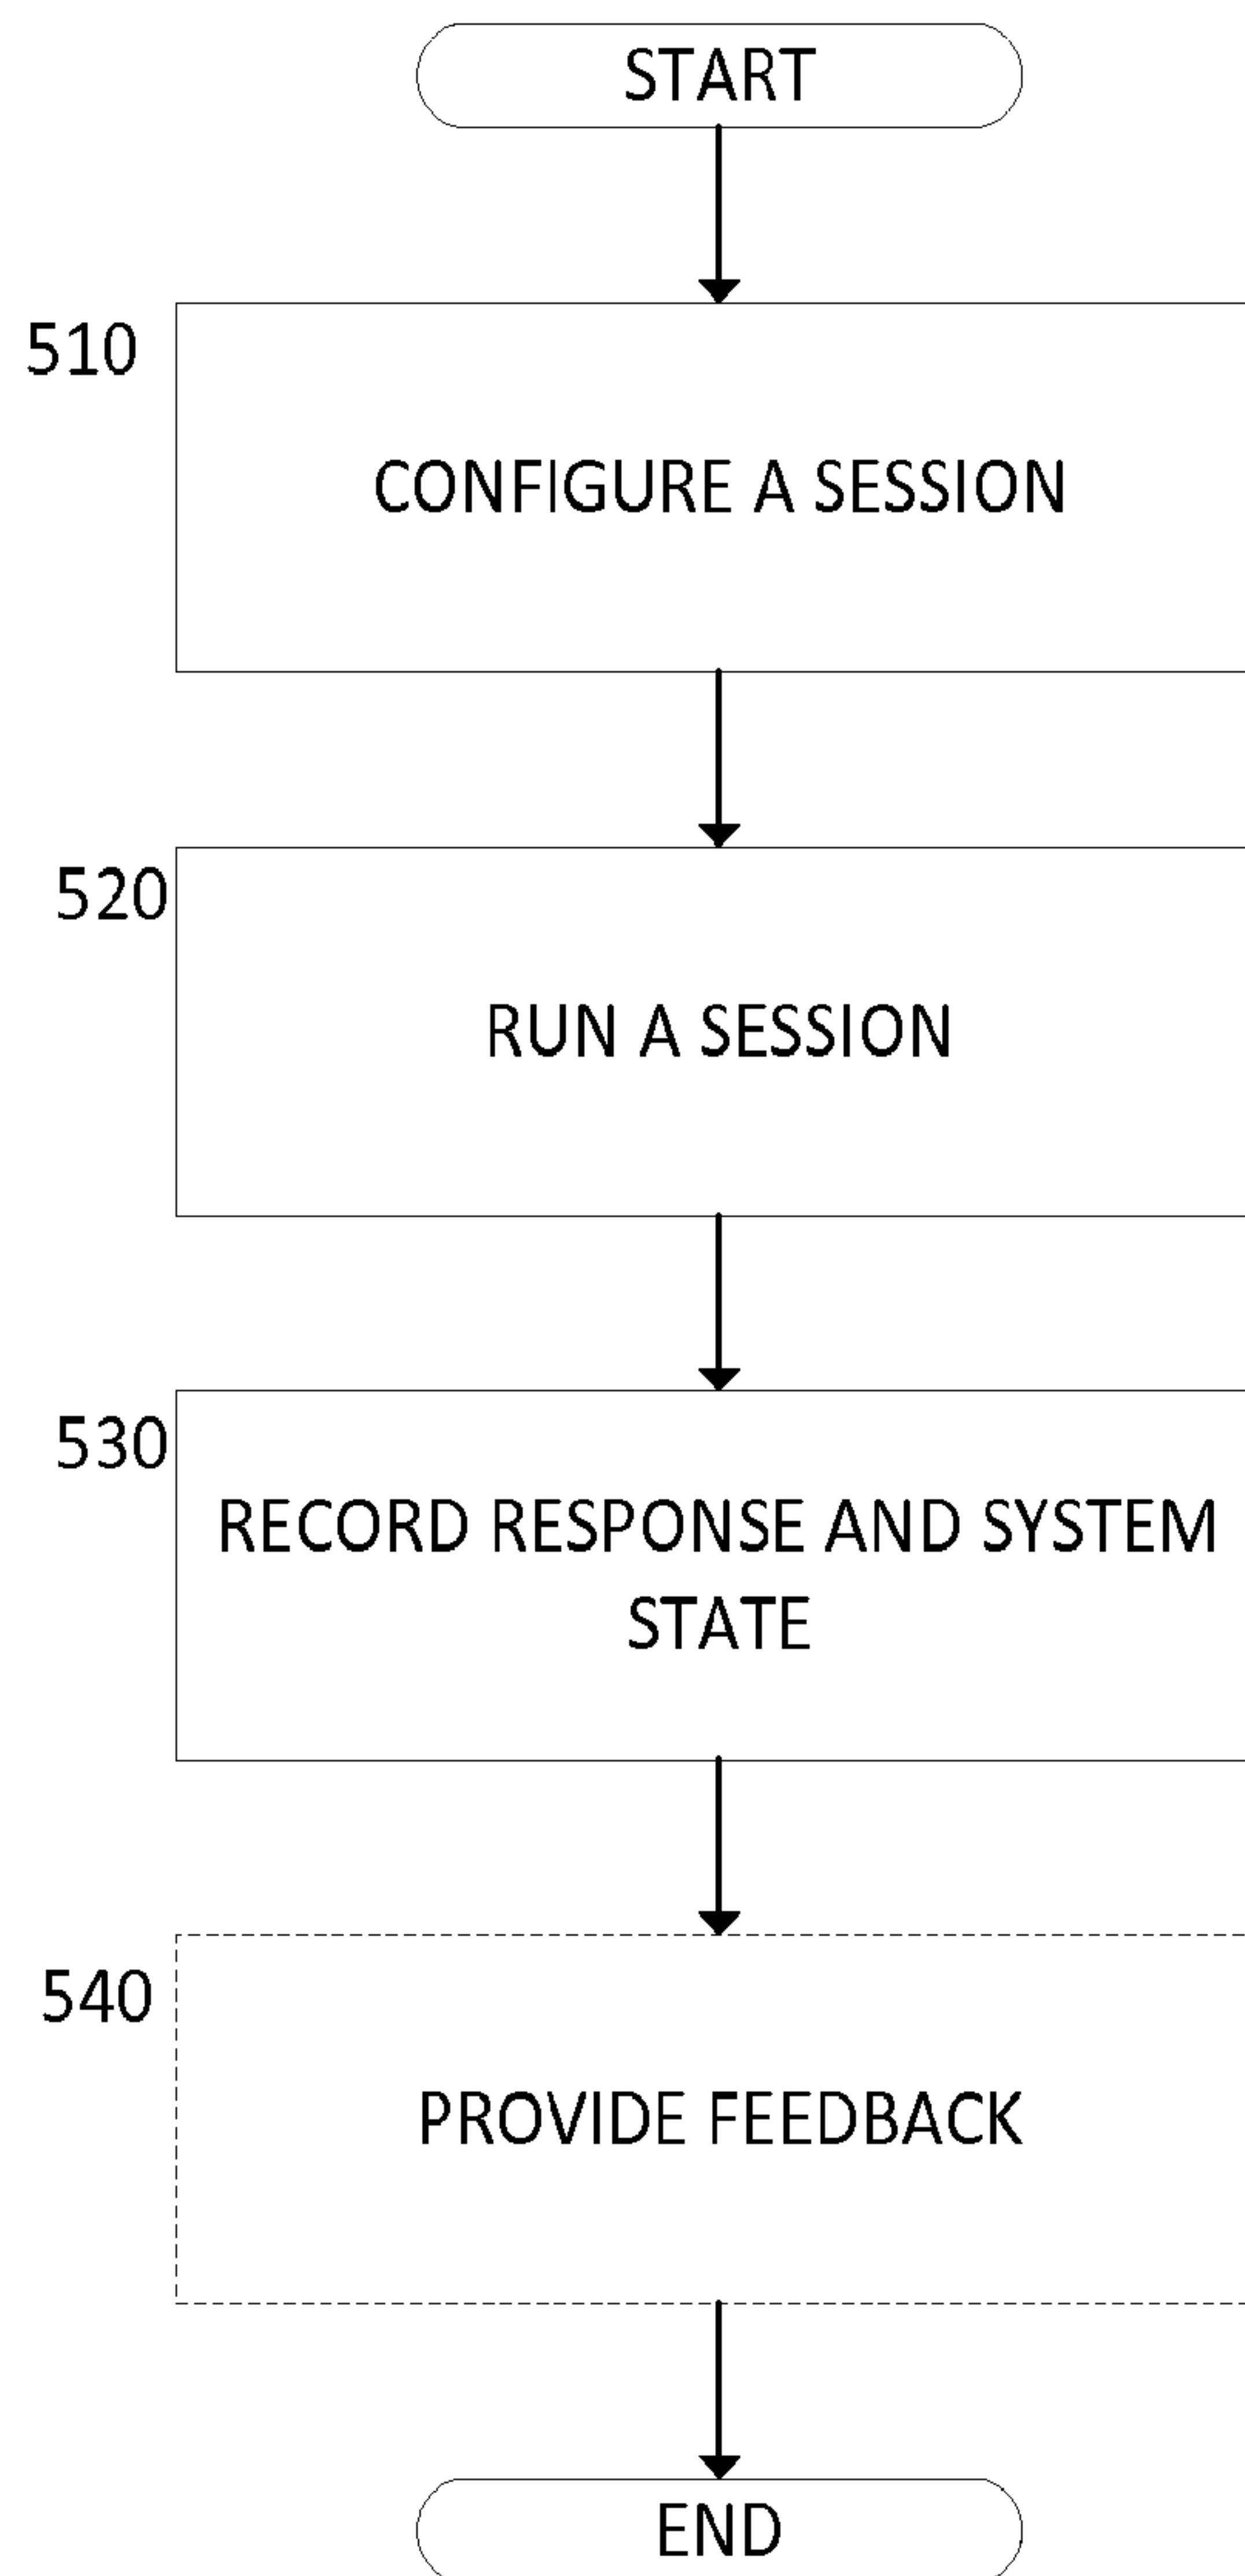 START
510
CONFIGURE A SESSION
520
RUN A SESSION
530
RECORD RESPONSE AND SYSTEM
STATE
540
PROVIDE FEEDBACK
END